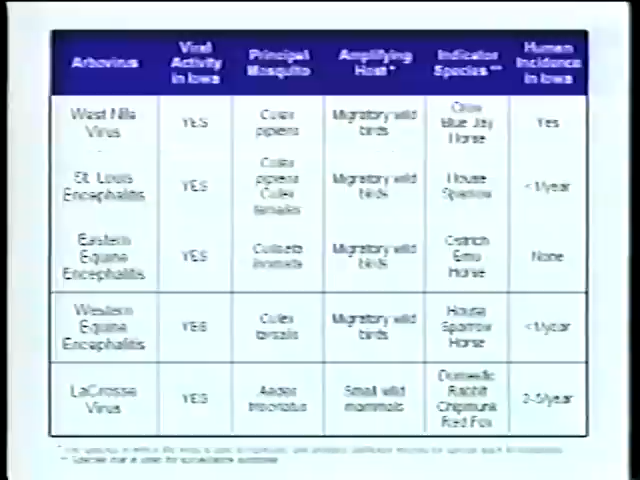 Arbovirus
Viral
Activity
in Iowa
Principal
Mosquito
Amplifying
Host *
Indicator
Species **
Human
Incidence
in Iowa
West Nile
Virus
YES
Culex
pipiens
Migratory wild
birds
Crow
Blue Jay
Horse
Yes
St. Louis
Encephalitis
YES
Culex
pipiens
Culex
Migratory wild
birds
House
Sparrow
<1/year
Eastern
Equine
Encephalitis
YES
Culiseta
Migratory wild
birds
Ostrich
Emu
Horse
None
Western
Equine
Encephalitis
YES
Culex
tarsalis
Migratory wild
birds
House
Sparrow
Horse
<1/year
LaCrosse
Virus
YES
Aedes
triseriatus
Small wild
mammals
Domestic
Rabbit
Chipmunk
Red Fox
2-5/year